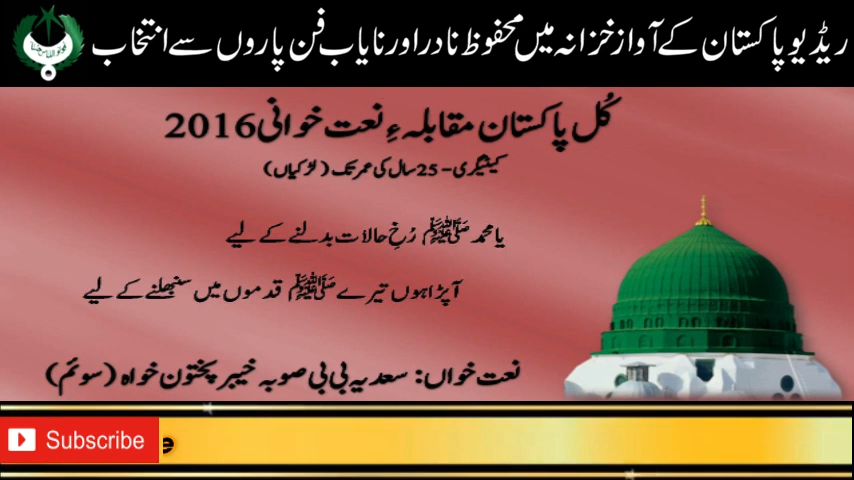 ریڈیو پاکستان کے آواز خزانہ میں محفوظ نادر اور نایاب فن پاروں سے انتخاب
کُل پاکستان مقابلہءِ نعت خوانی 2016
کیٹیگری - 25 سال کی عمر تک ( لڑکیاں )
یا محمد ﷺ رُخِ حالات بدلنے کے لیے
آ پڑا ہوں تیرے ﷺ قدموں میں سنبھلنے کے لیے
نعت خواں: سعدیہ بی بی صوبہ خیبر پختون خواہ ( سوئم )
Subscribe
e